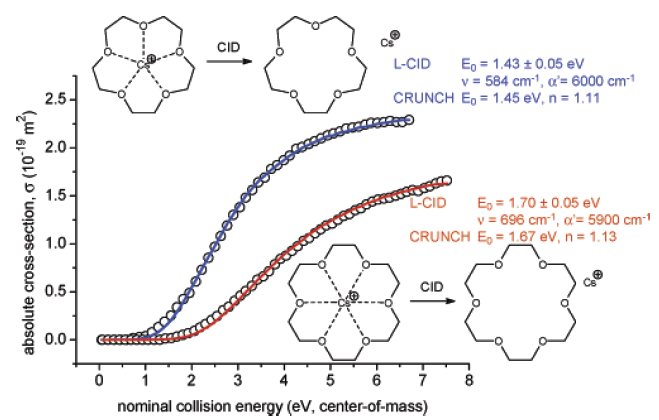 O O
CID
⊕
Cs
O O O O
⊕
Cs
O O O O
L-CID E₀ = 1.43 ± 0.05 eV
ν = 584 cm⁻¹, α'= 6000 cm⁻¹
CRUNCH E₀ = 1.45 eV, n = 1.11
2.5
2.0
1.5
1.0
0.5
0.0
absolute cross-section, σ (10⁻¹⁹ m²)
L-CID E₀ = 1.70 ± 0.05 eV
ν = 696 cm⁻¹, α'= 5900 cm⁻¹
CRUNCH E₀ = 1.67 eV, n = 1.13
O O O O
CID
⊕
Cs
O Cs⊕ O O O
O O O O
0 1 2 3 4 5 6 7 8
nominal collision energy (eV, center-of-mass)